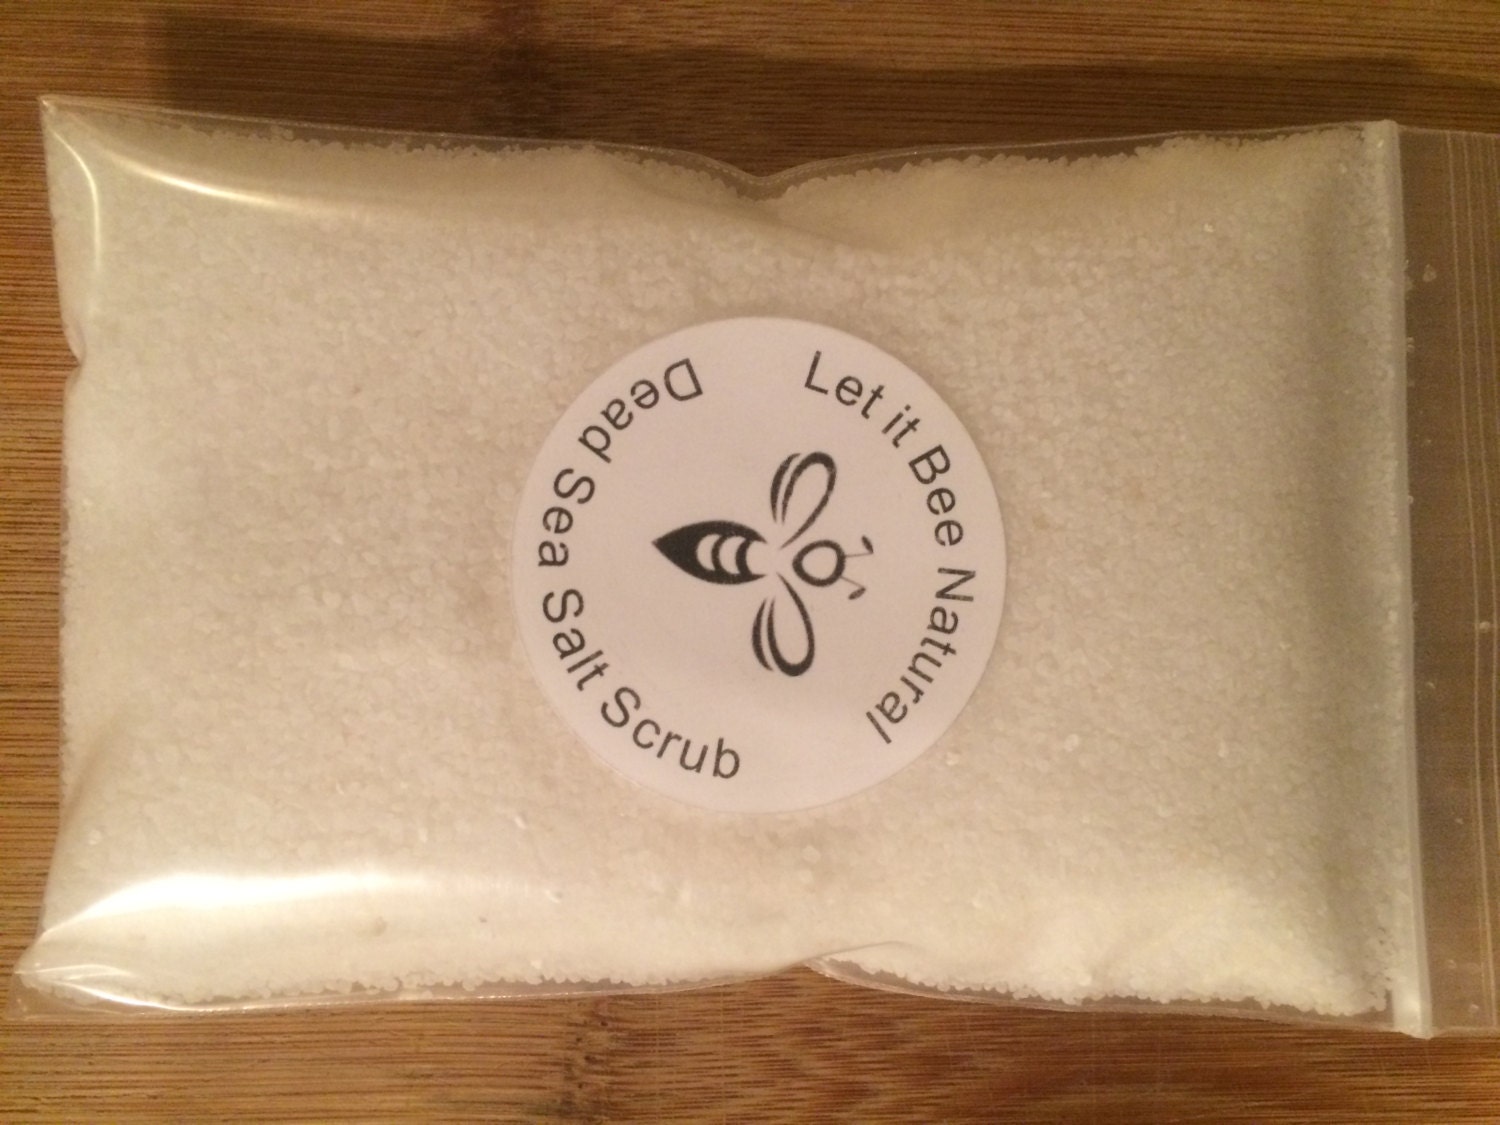 Let it Bee Natural
Dead Sea Salt Scrub